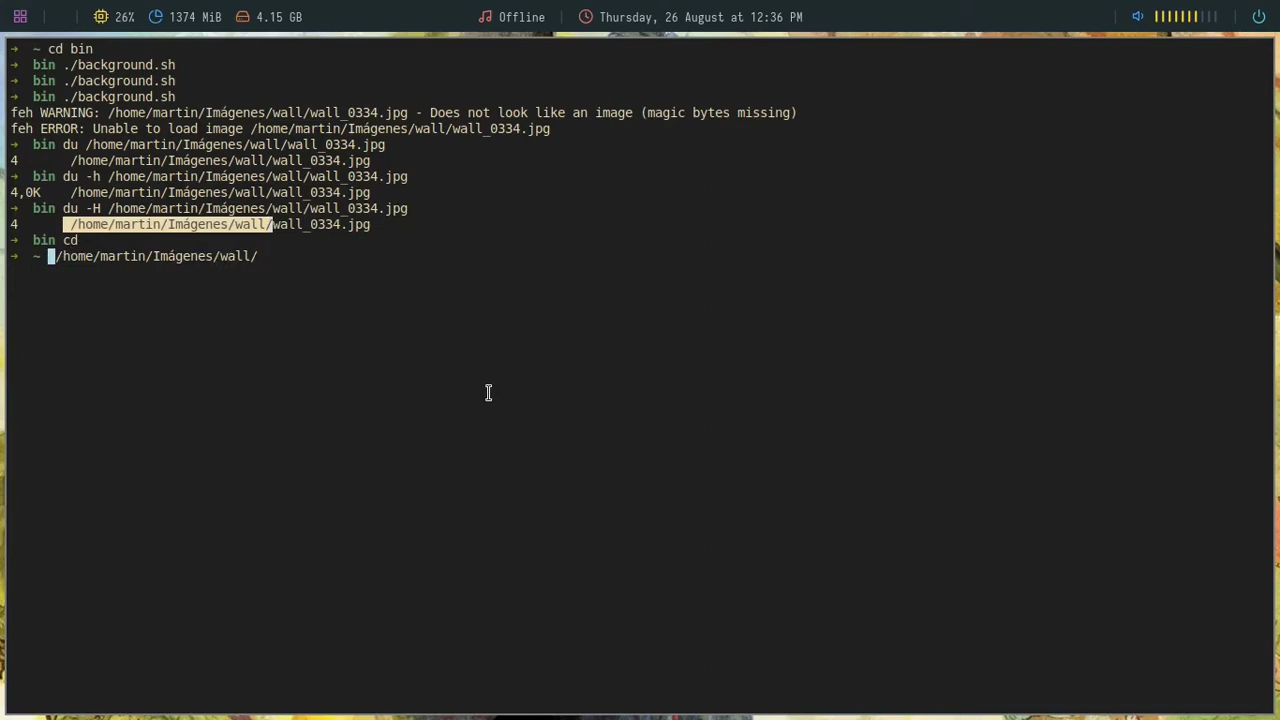 26% 1374 MiB 4.15 GB Offline Thursday, 26 August at 12:36 PM
➜ ~ cd bin
➜ bin ./background.sh
➜ bin ./background.sh
➜ bin ./background.sh
feh WARNING: /home/martin/Imágenes/wall/wall_0334.jpg - Does not look like an image (magic bytes missing)
feh ERROR: Unable to load image /home/martin/Imágenes/wall/wall_0334.jpg
➜ bin du /home/martin/Imágenes/wall/wall_0334.jpg
4 /home/martin/Imágenes/wall/wall_0334.jpg
➜ bin du -h /home/martin/Imágenes/wall/wall_0334.jpg
4,0K /home/martin/Imágenes/wall/wall_0334.jpg
➜ bin du -H /home/martin/Imágenes/wall/wall_0334.jpg
4 /home/martin/Imágenes/wall/wall_0334.jpg
➜ bin cd
➜ ~ /home/martin/Imágenes/wall/